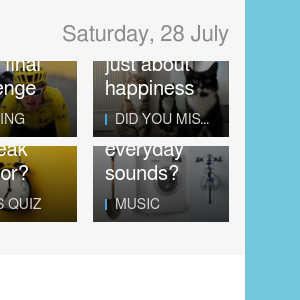 Saturday, 28 July
final
enge
ING
just about
happiness
DID YOU MIS...
eak
or?
S QUIZ
everyday
sounds?
MUSIC